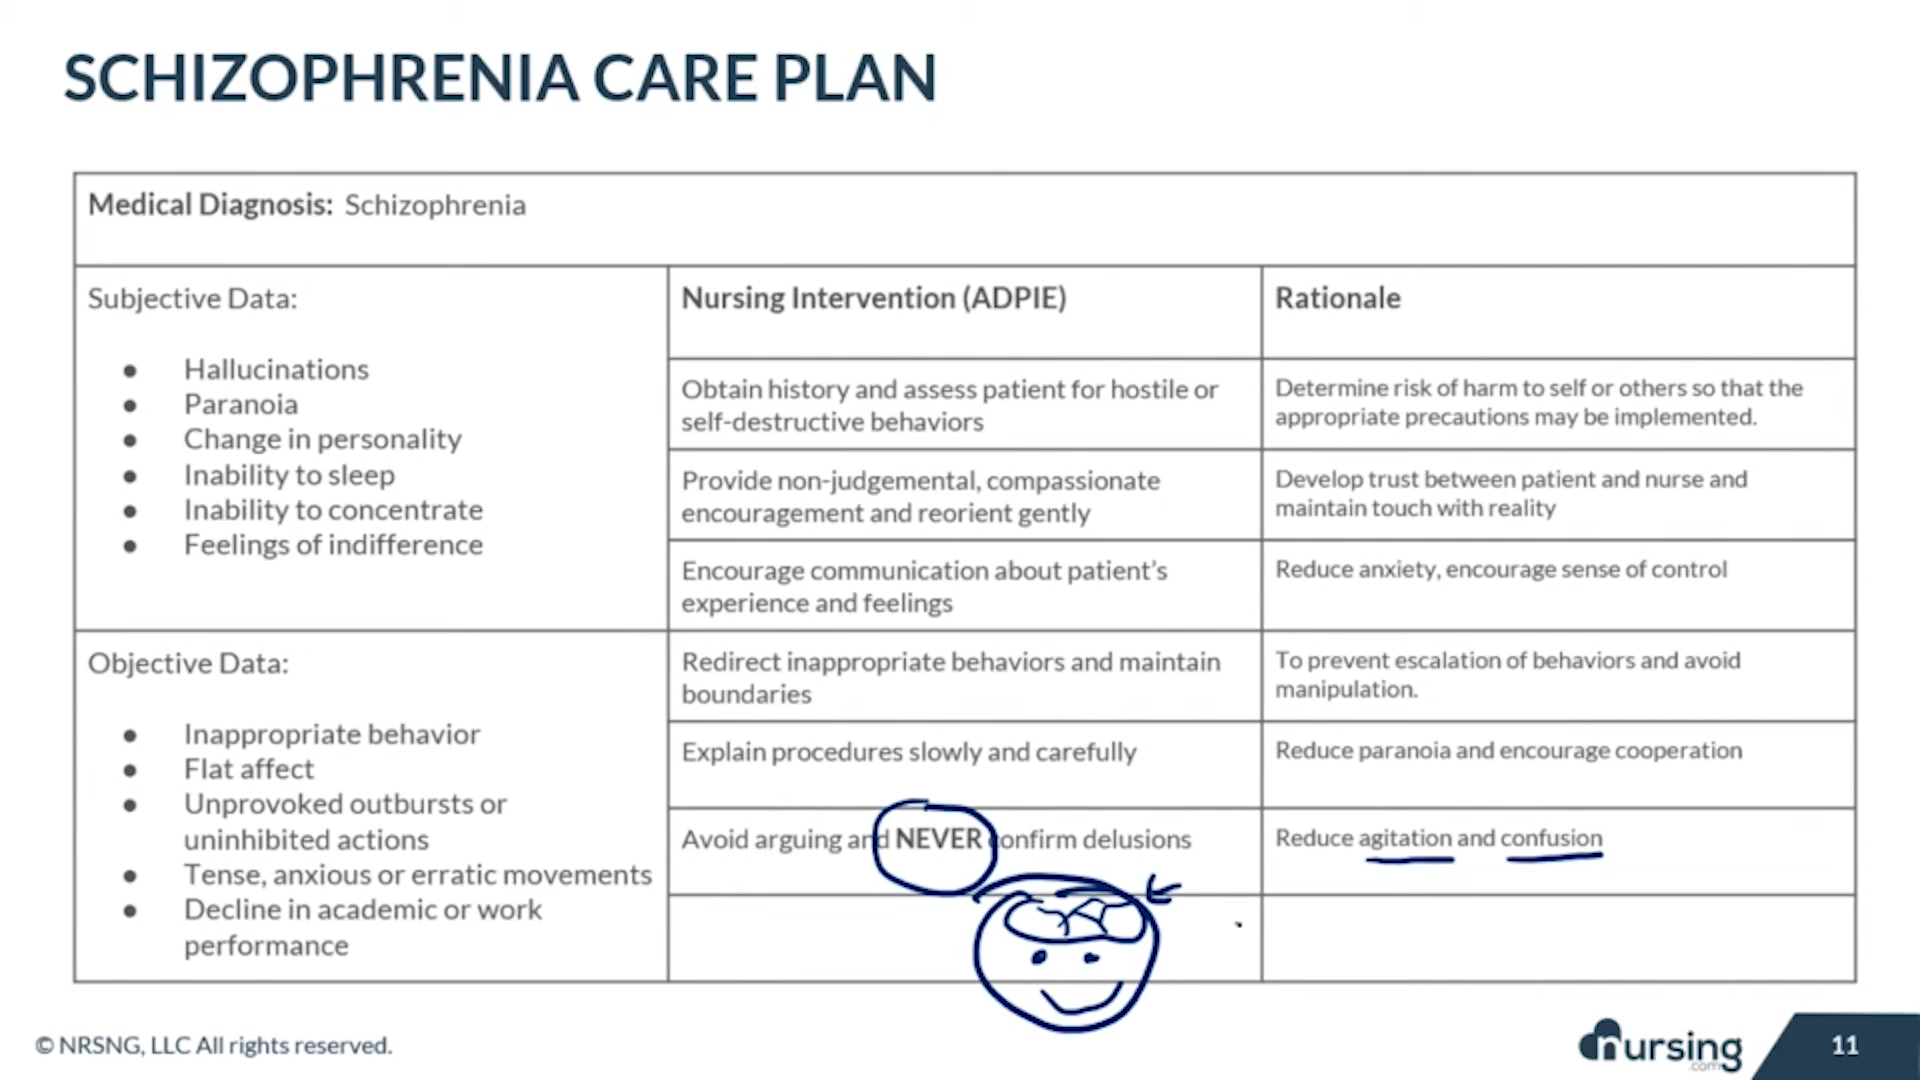 SCHIZOPHRENIA CARE PLAN
Medical Diagnosis: Schizophrenia
Subjective Data:
● Hallucinations
● Paranoia
● Change in personality
● Inability to sleep
● Inability to concentrate
● Feelings of indifference
Objective Data:
● Inappropriate behavior
● Flat affect
● Unprovoked outbursts or
uninhibited actions
● Tense, anxious or erratic movements
● Decline in academic or work
performance
Nursing Intervention (ADPIE)
Rationale
Obtain history and assess patient for hostile or
self-destructive behaviors
Determine risk of harm to self or others so that the
appropriate precautions may be implemented.
Provide non-judgemental, compassionate
encouragement and reorient gently
Develop trust between patient and nurse and
maintain touch with reality
Encourage communication about patient’s
experience and feelings
Reduce anxiety, encourage sense of control
Redirect inappropriate behaviors and maintain
boundaries
To prevent escalation of behaviors and avoid
manipulation.
Explain procedures slowly and carefully
Reduce paranoia and encourage cooperation
Avoid arguing and NEVER confirm delusions
Reduce agitation and confusion
© NRSNG, LLC All rights reserved.
nursing
.com
11